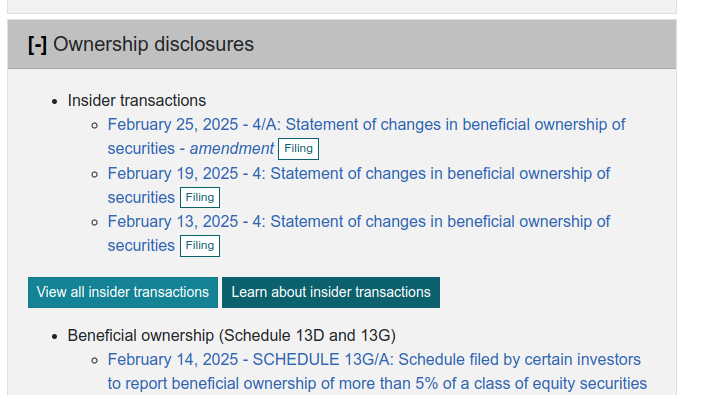 [-] Ownership disclosures
Insider transactions
February 25, 2025 - 4/A: Statement of changes in beneficial ownership of
securities - amendment Filing
February 19, 2025 - 4: Statement of changes in beneficial ownership of
securities Filing
February 13, 2025 - 4: Statement of changes in beneficial ownership of
securities Filing
View all insider transactions Learn about insider transactions
Beneficial ownership (Schedule 13D and 13G)
February 14, 2025 - SCHEDULE 13G/A: Schedule filed by certain investors
to report beneficial ownership of more than 5% of a class of equity securities